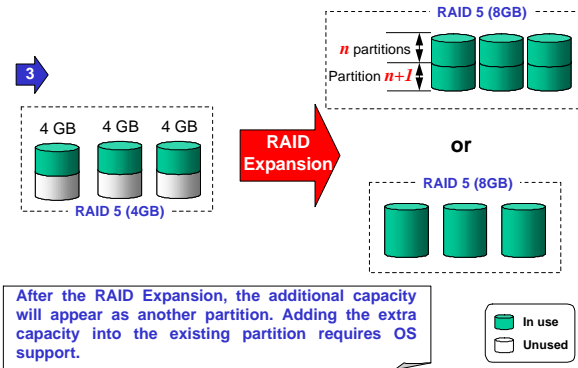 3
4 GB 4 GB 4 GB
RAID 5 (4GB)
RAID
Expansion
RAID 5 (8GB)
n partitions
Partition n+1
or
RAID 5 (8GB)
After the RAID Expansion, the additional capacity
will appear as another partition. Adding the extra
capacity into the existing partition requires OS
support.
In use
Unused